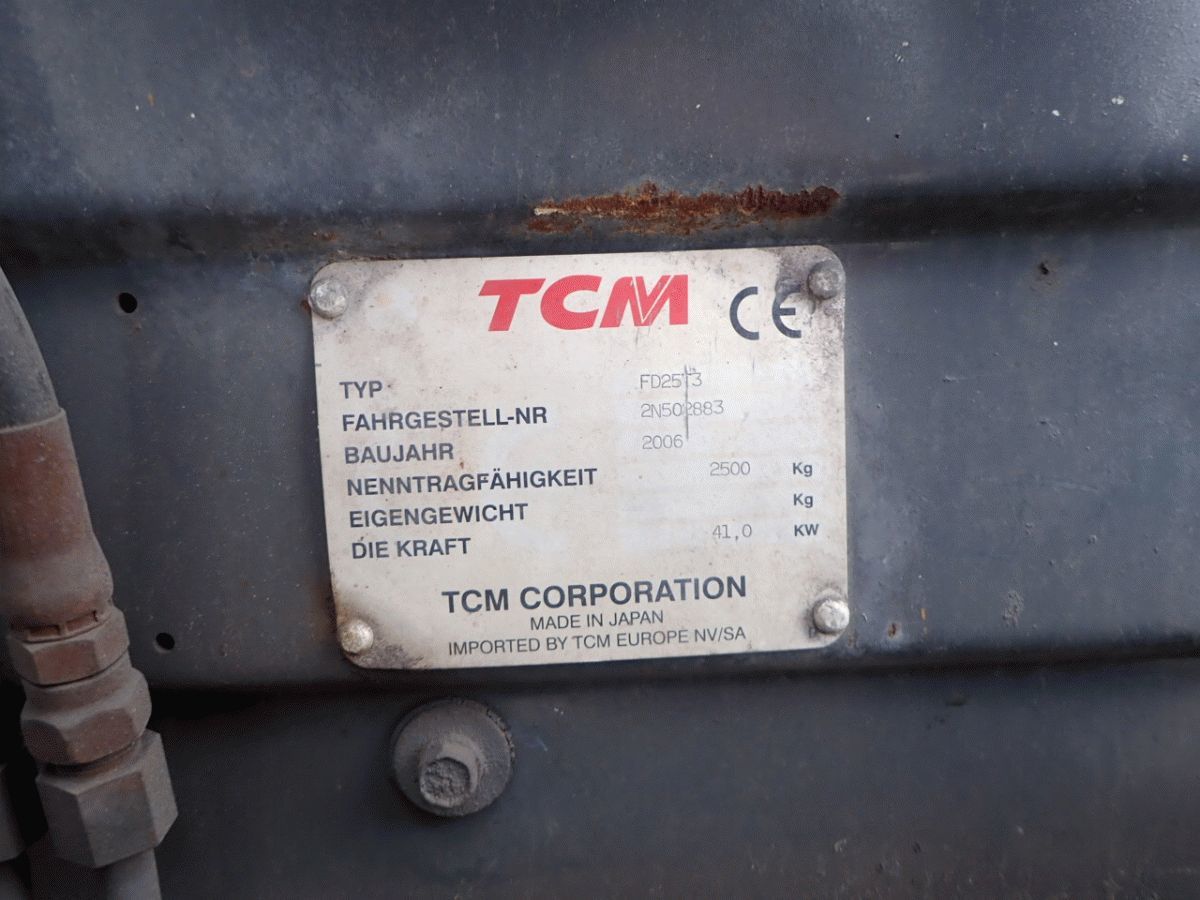 TCM CE
TYP FD25T3
FAHRGESTELL-NR 2N502883
BAUJAHR 2006
NENNTRAGFÄHIGKEIT 2500 Kg
EIGENGEWICHT Kg
DIE KRAFT 41,0 KW
TCM CORPORATION
MADE IN JAPAN
IMPORTED BY TCM EUROPE NV/SA